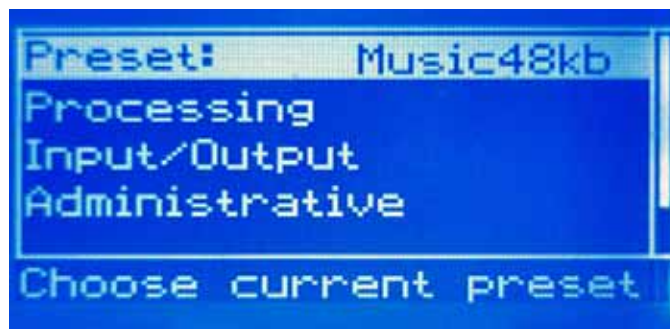 Preset: Music48kb
Processing
Input/Output
Administrative
Choose current preset